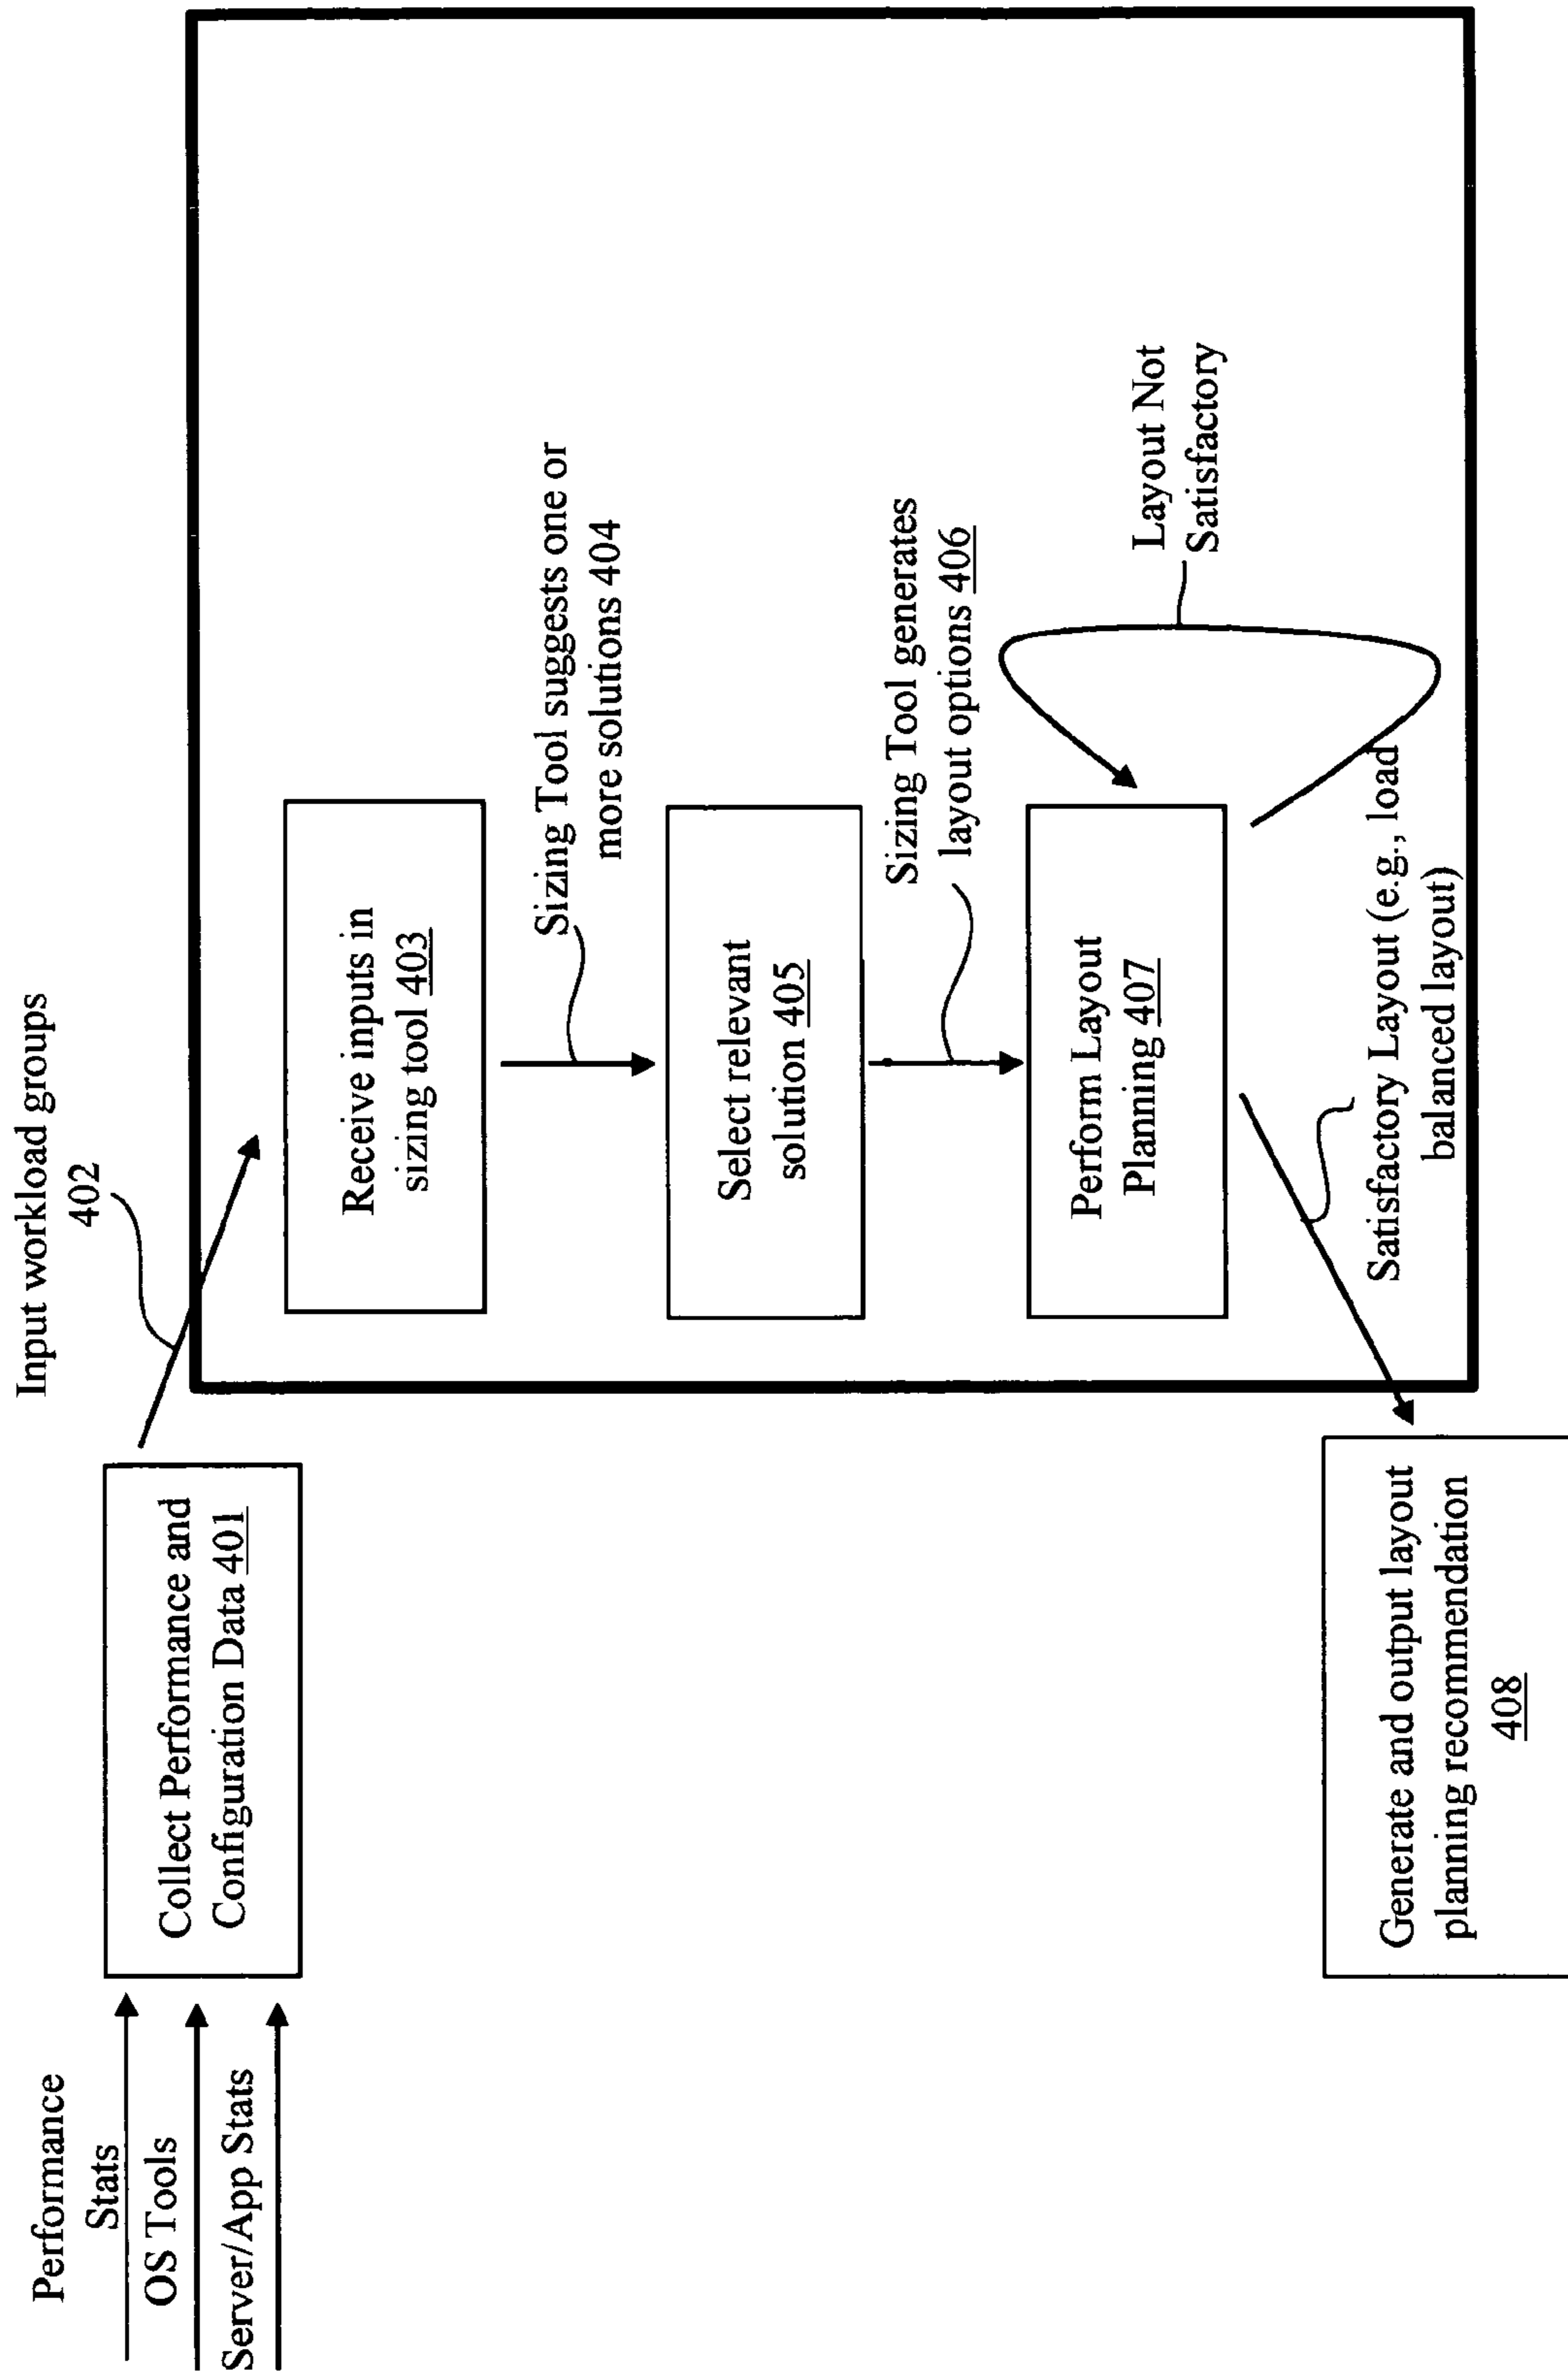 Performance
Stats
OS Tools
Server/App Stats
Collect Performance and
Configuration Data 401
Input workload groups
402
Receive inputs in
sizing tool 403
Sizing Tool suggests one or
more solutions 404
Select relevant
solution 405
Sizing Tool generates
layout options 406
Perform Layout
Planning 407
Layout Not
Satisfactory
Satisfactory Layout (e.g., load
balanced layout)
Generate and output layout
planning recommendation
408